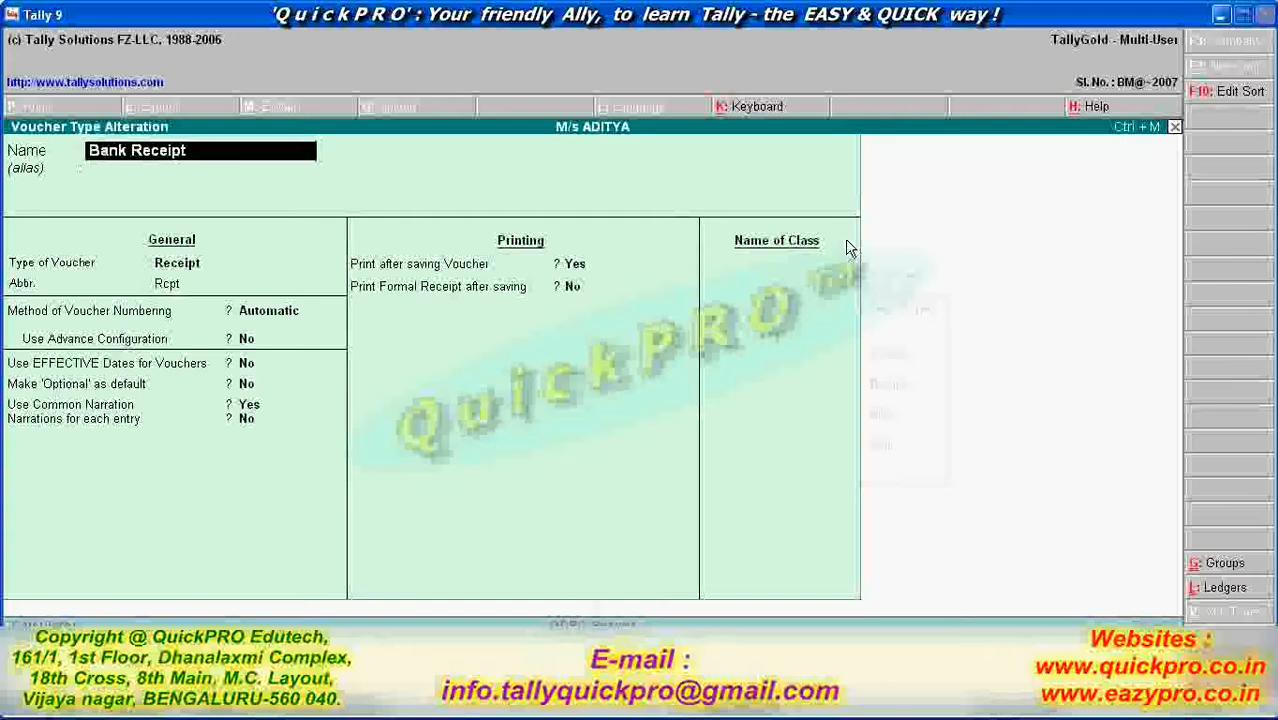 Tally 9
'QuickPRO' : Your friendly Ally, to learn Tally - the EASY & QUICK way !
(c) Tally Solutions FZ-LLC, 1988-2006
TallyGold - Multi-User
http://www.tallysolutions.com
Sl. No.: BM@~2007
F10: Edit Sort
K: Keyboard
H: Help
Voucher Type Alteration
M/s ADITYA
Ctrl + M
Name Bank Receipt
(alias) :
General
Printing
Name of Class
Type of Voucher Receipt
Print after saving Voucher ? Yes
Abbr. Rcpt
Print Formal Receipt after saving ? No
Method of Voucher Numbering ? Automatic
Use Advance Configuration ? No
Use EFFECTIVE Dates for Vouchers ? No
Make 'Optional' as default ? No
Use Common Narration ? Yes
Narrations for each entry ? No
QuickPRO
G: Groups
L: Ledgers
Copyright @ QuickPRO Edutech,
161/1, 1st Floor, Dhanalaxmi Complex,
18th Cross, 8th Main, M.C. Layout,
Vijaya nagar, BENGALURU-560 040.
E-mail :
info.tallyquickpro@gmail.com
Websites :
www.quickpro.co.in
www.eazypro.co.in